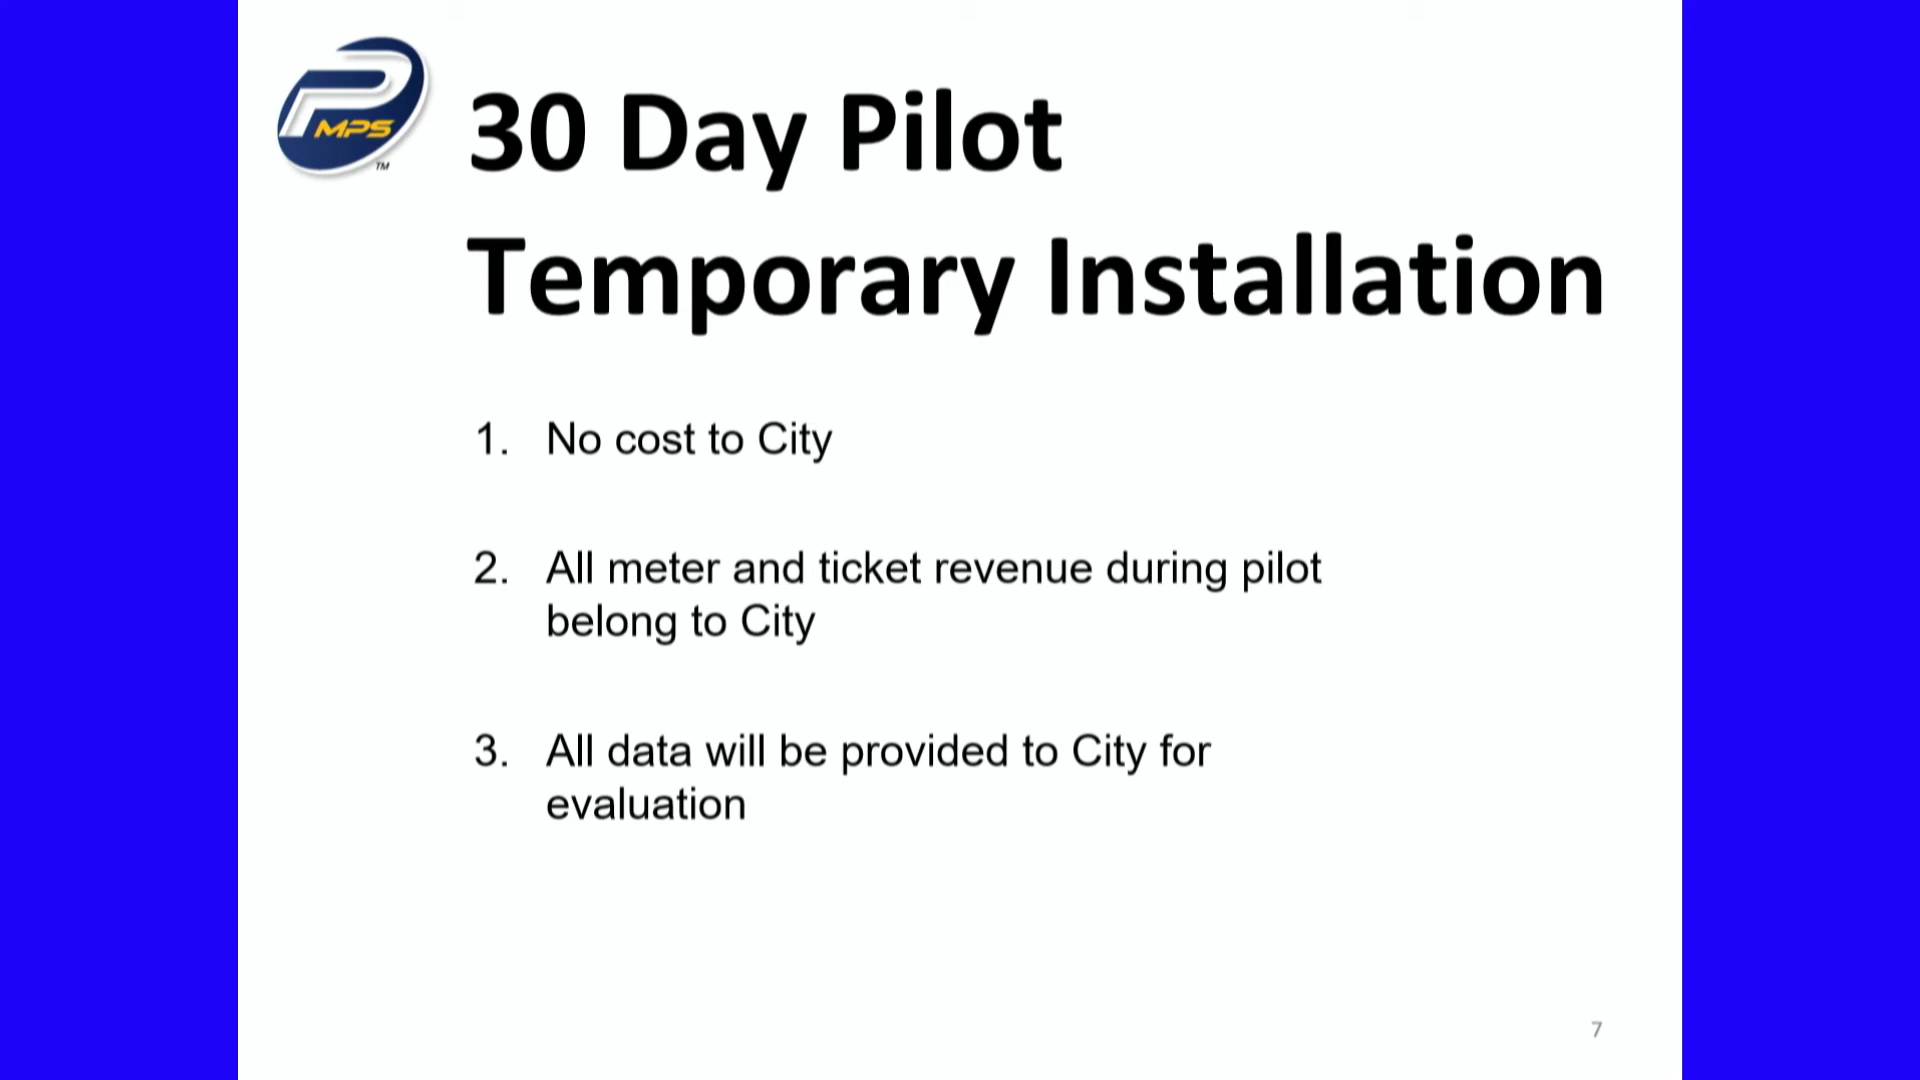 MPS
TM
30 Day Pilot
Temporary Installation
1. No cost to City
2. All meter and ticket revenue during pilot
belong to City
3. All data will be provided to City for
evaluation
7